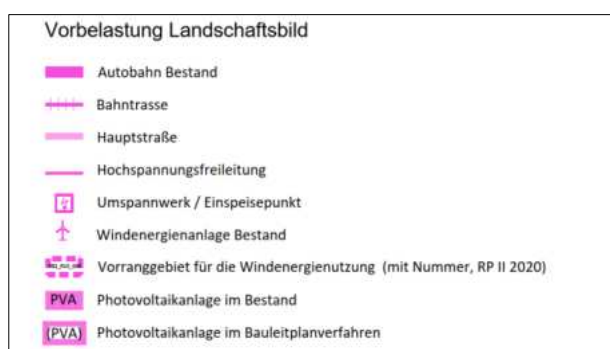 Vorbelastung Landschaftsbild
Autobahn Bestand
Bahntrasse
Hauptstraße
Hochspannungsfreileitung
Umspannwerk / Einspeisepunkt
Windenergienanlage Bestand
Vorranggebiet für die Windenergienutzung (mit Nummer, RP II 2020)
PVA Photovoltaikanlage im Bestand
(PVA) Photovoltaikanlage im Bauleitplanverfahren